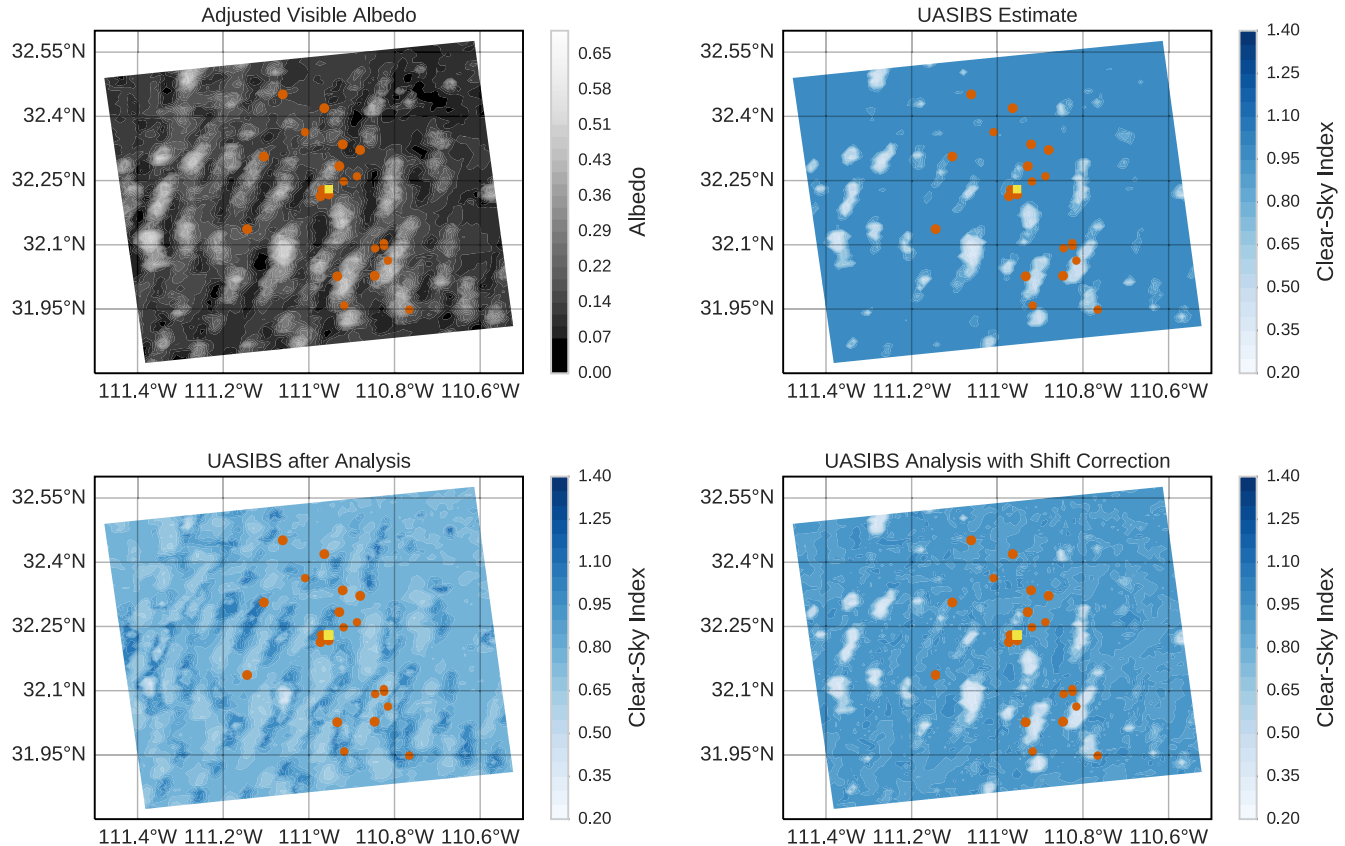 Adjusted Visible Albedo
32.55°N
32.4°N
32.25°N
32.1°N
31.95°N
111.4°W 111.2°W 111°W 110.8°W 110.6°W
0.65
0.58
0.51
0.43
0.36
0.29
0.22
0.14
0.07
0.00
Albedo
UASIBS Estimate
32.55°N
32.4°N
32.25°N
32.1°N
31.95°N
111.4°W 111.2°W 111°W 110.8°W 110.6°W
1.40
1.25
1.10
0.95
0.80
0.65
0.50
0.35
0.20
Clear-Sky Index
UASIBS after Analysis
32.55°N
32.4°N
32.25°N
32.1°N
31.95°N
111.4°W 111.2°W 111°W 110.8°W 110.6°W
1.40
1.25
1.10
0.95
0.80
0.65
0.50
0.35
0.20
Clear-Sky Index
UASIBS Analysis with Shift Correction
32.55°N
32.4°N
32.25°N
32.1°N
31.95°N
111.4°W 111.2°W 111°W 110.8°W 110.6°W
1.40
1.25
1.10
0.95
0.80
0.65
0.50
0.35
0.20
Clear-Sky Index